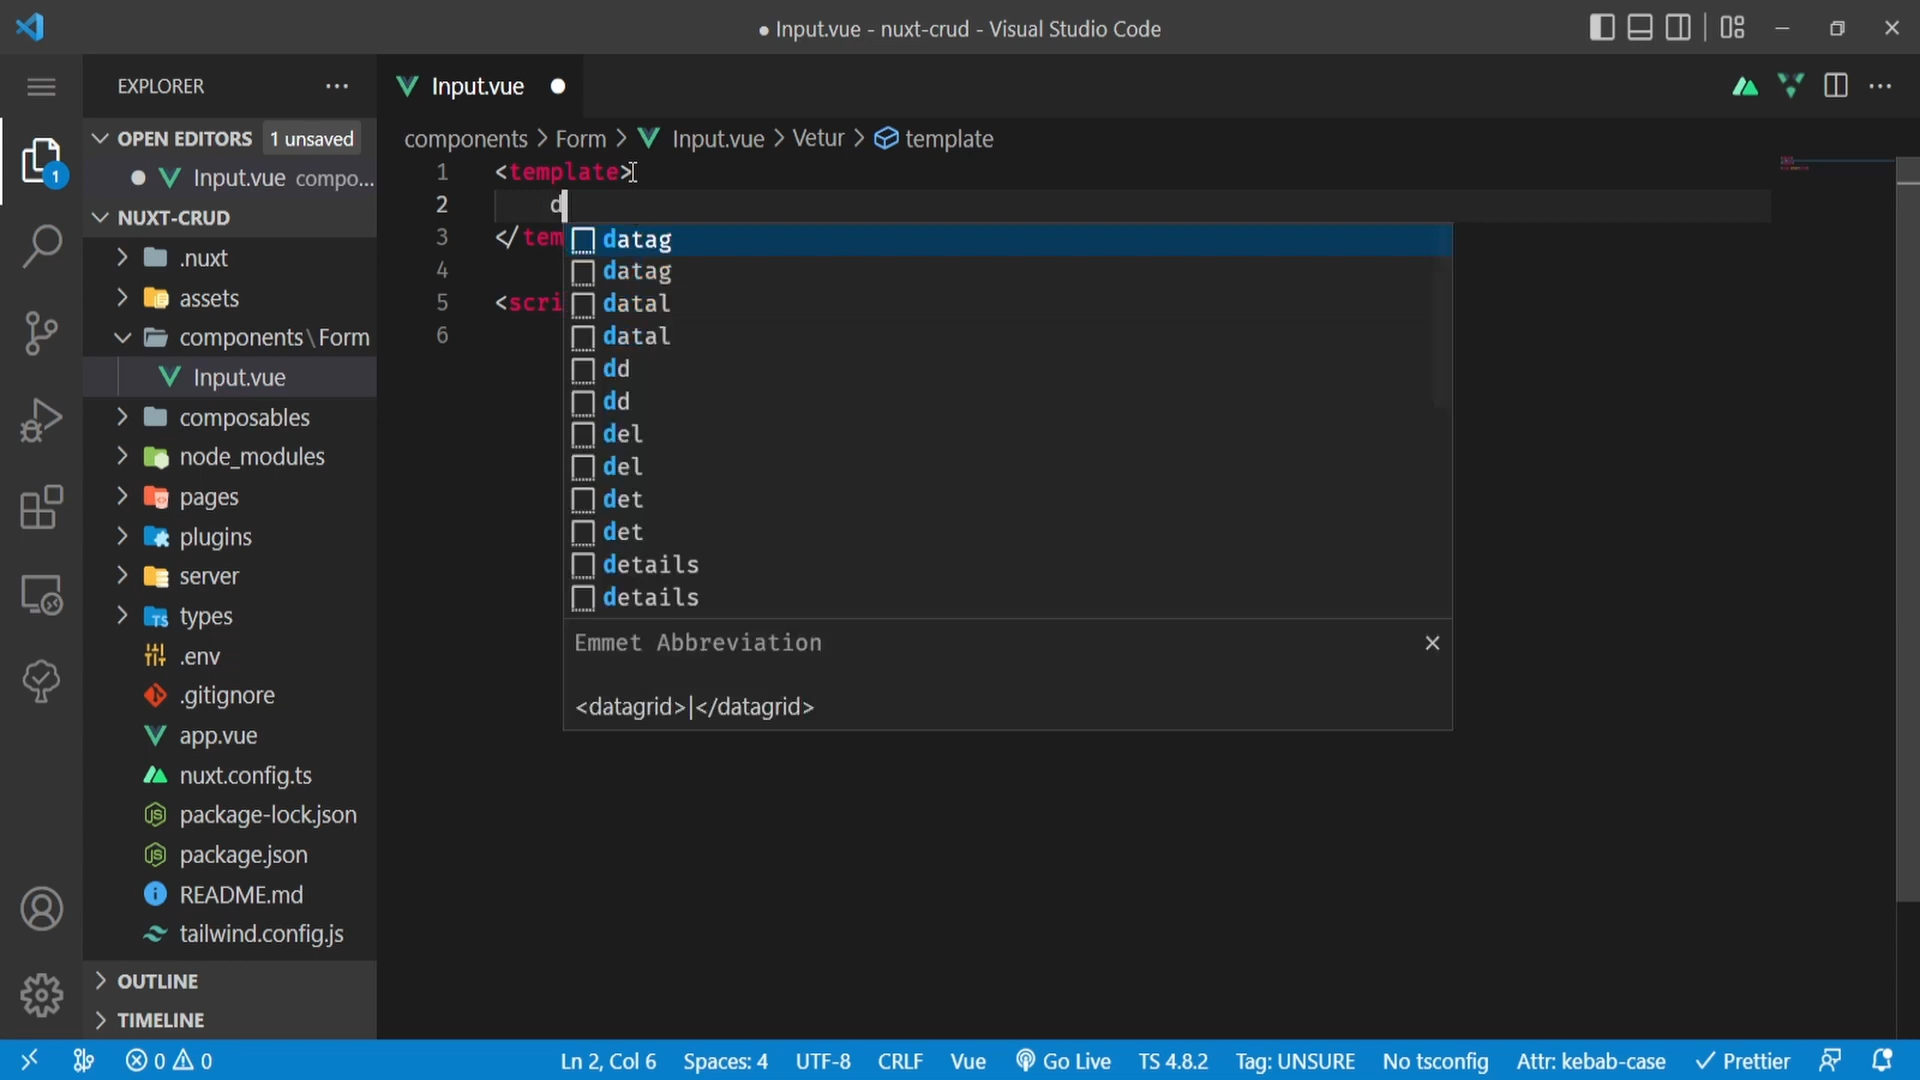 ● Input.vue - nuxt-crud - Visual Studio Code
EXPLORER
OPEN EDITORS 1 unsaved
Input.vue compo...
NUXT-CRUD
.nuxt
assets
components\Form
Input.vue
composables
node_modules
pages
plugins
server
types
.env
.gitignore
app.vue
nuxt.config.ts
package-lock.json
package.json
README.md
tailwind.config.js
OUTLINE
TIMELINE
1
Input.vue
components > Form > Input.vue > Vetur > template
1 <template>
2 d
3 </tem
4
5 <scri
6
datag
datag
datal
datal
dd
dd
del
del
det
det
details
details
Emmet Abbreviation
<datagrid>|</datagrid>
0 0
Ln 2, Col 6 Spaces: 4 UTF-8 CRLF Vue Go Live TS 4.8.2 Tag: UNSURE No tsconfig Attr: kebab-case Prettier